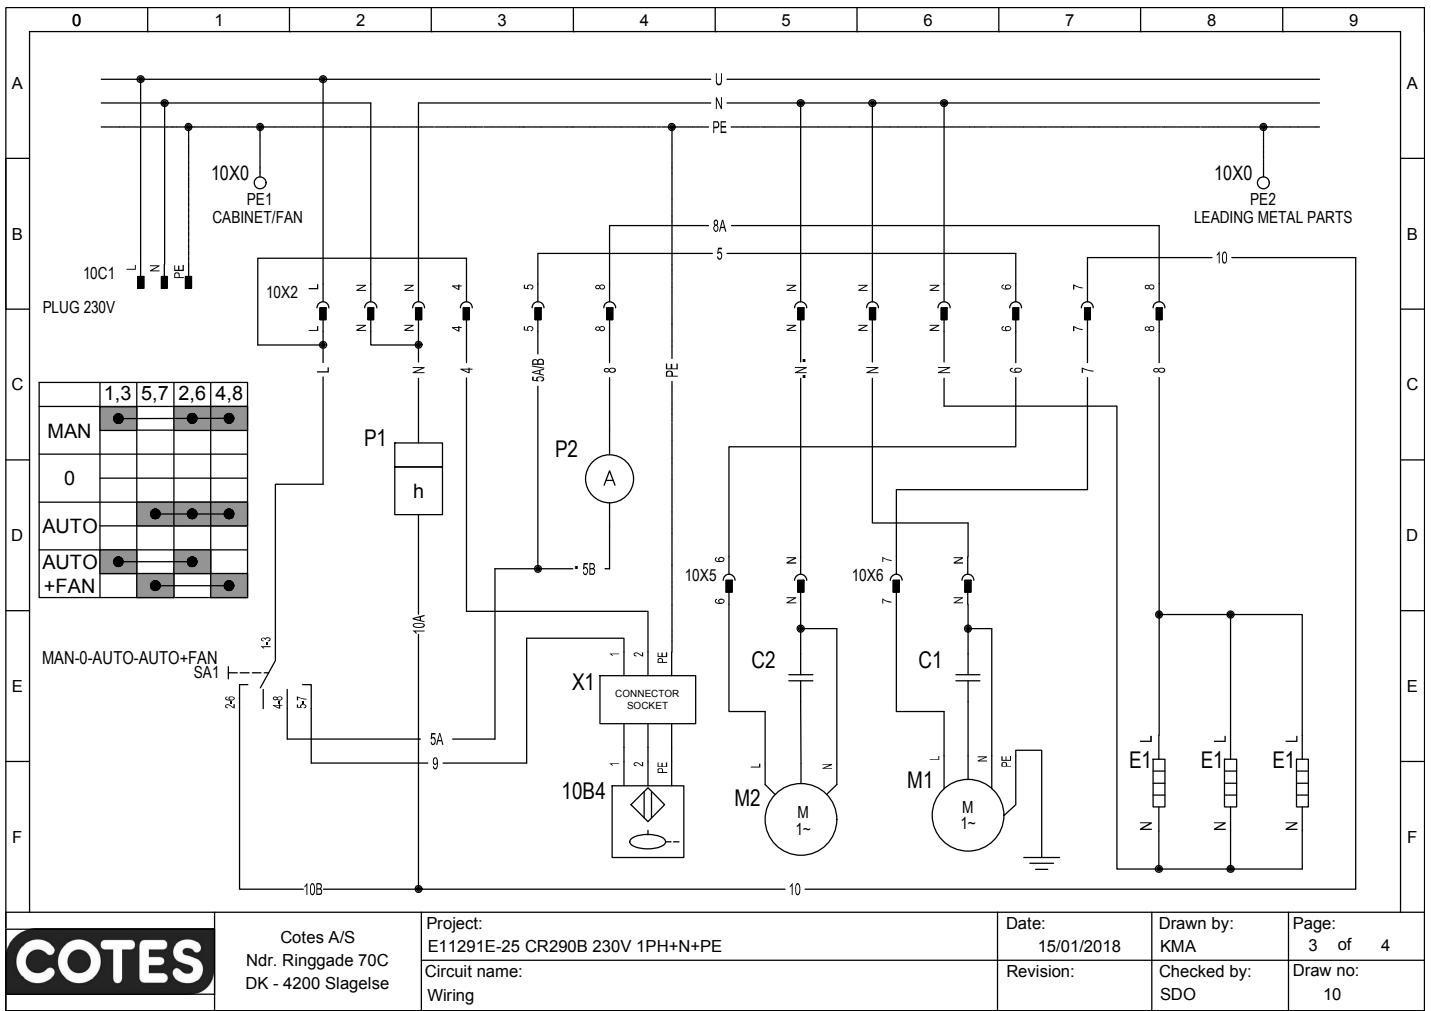 0 1 2 3 4 5 6 7 8 9
A A
U
N
PE
10X0
PE1
CABINET/FAN
10X0
PE2
LEADING METAL PARTS
B B
8A
5
10
10C1 L N PE
PLUG 230V
10X2 L N N 4 5 8 N N N 6 7 8
L N N 4 5 8 N N N 6 7 8
C C
L N 4 5A/B 8 PE N N N 6 7 8
1,3 5,7 2,6 4,8
MAN
0
AUTO
AUTO
+FAN
P1
h
P2
A
D D
5B
10X5 6 N
6 N
10X6 7 N
7 N
10A
MAN-0-AUTO-AUTO+FAN
SA1
1-3
2-6 4-8 5-7
E E
1 2 PE
X1
CONNECTOR
SOCKET
C2
C1
5A
9
1 2 PE
10B4
L N
M2
M
1~
L N PE
M1
M
1~
L L L
E1 E1 E1
N N N
F F
10B
10
COTES
Cotes A/S
Ndr. Ringgade 70C
DK - 4200 Slagelse
Project:
E11291E-25 CR290B 230V 1PH+N+PE
Circuit name:
Wiring
Date:
15/01/2018
Revision:
Drawn by:
KMA
Checked by:
SDO
Page:
3 of 4
Draw no:
10